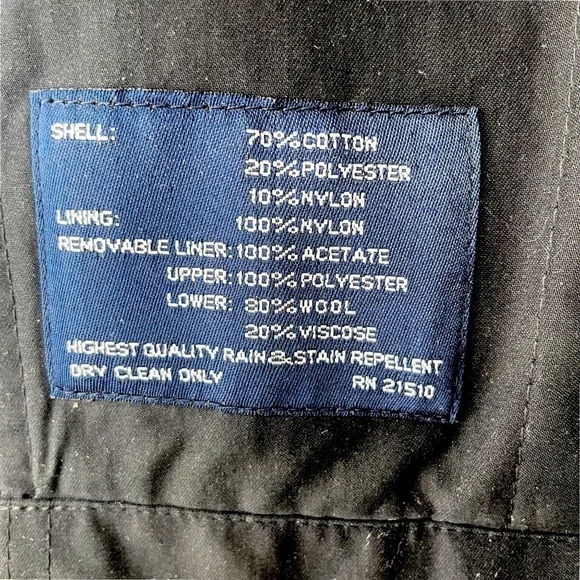 SHELL: 70% COTTON
20% POLYESTER
10% NYLON
LINING: 100% NYLON
REMOVABLE LINER: 100% ACETATE
UPPER: 100% POLYESTER
LOWER: 80% WOOL
20% VISCOSE
HIGHEST QUALITY RAIN & STAIN REPELLENT
DRY CLEAN ONLY RN 21510